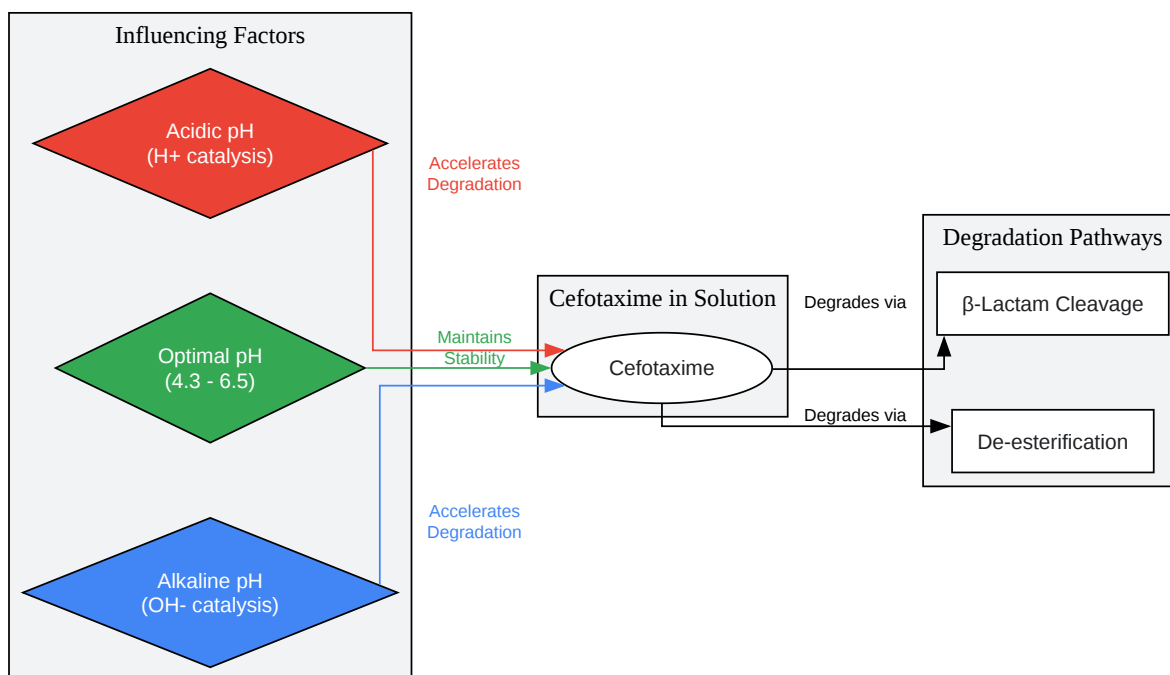 Influencing Factors
Acidic pH
(H+ catalysis)
Accelerates
Degradation
Optimal pH
(4.3 - 6.5)
Maintains
Stability
Alkaline pH
(OH- catalysis)
Accelerates
Degradation
Cefotaxime in Solution
Cefotaxime
Degrades via
Degrades via
Degradation Pathways
β-Lactam Cleavage
De-esterification